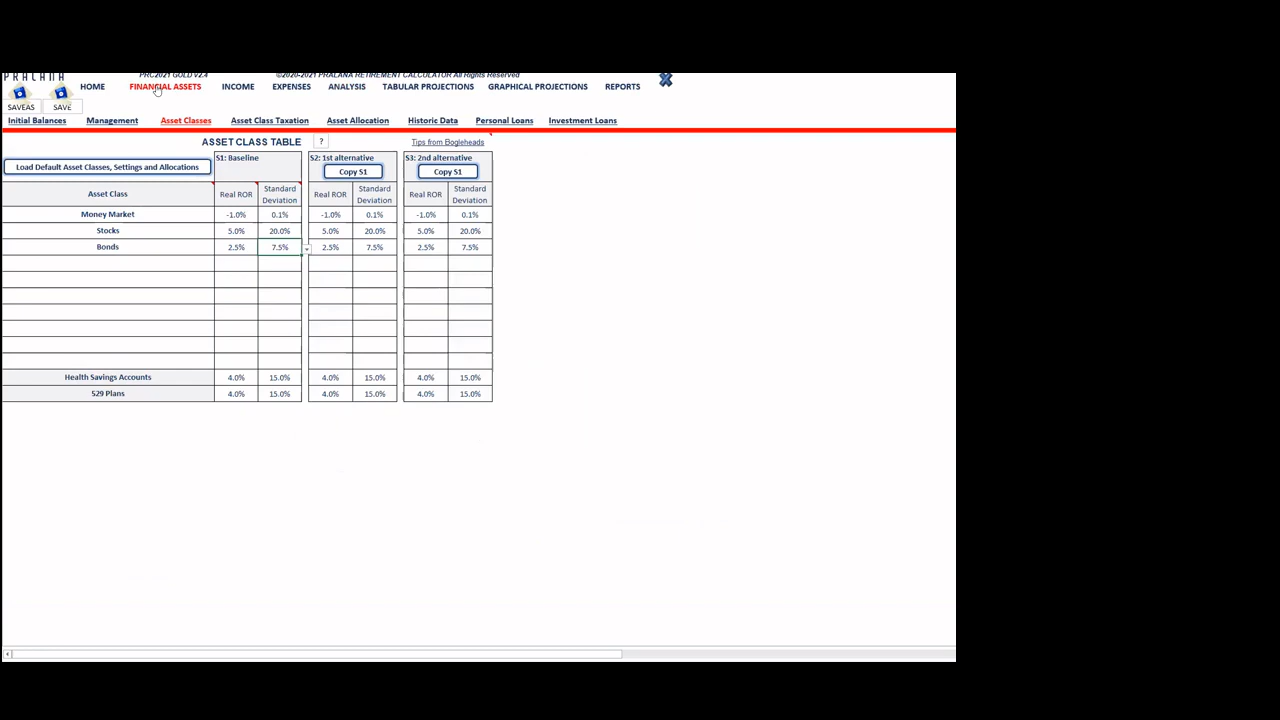 PRALANA PRC2021 GOLD V2.4 ©2020-2021 PRALANA RETIREMENT CALCULATOR All Rights Reserved
HOME FINANCIAL ASSETS INCOME EXPENSES ANALYSIS TABULAR PROJECTIONS GRAPHICAL PROJECTIONS REPORTS
SAVEAS SAVE
Initial Balances Management Asset Classes Asset Class Taxation Asset Allocation Historic Data Personal Loans Investment Loans
ASSET CLASS TABLE ? Tips from Bogleheads
S1: Baseline S2: 1st alternative S3: 2nd alternative
Load Default Asset Classes, Settings and Allocations Copy S1 Copy S1
Asset Class Real ROR Standard Deviation Real ROR Standard Deviation Real ROR Standard Deviation
Money Market -1.0% 0.1% -1.0% 0.1% -1.0% 0.1%
Stocks 5.0% 20.0% 5.0% 20.0% 5.0% 20.0%
Bonds 2.5% 7.5% 2.5% 7.5% 2.5% 7.5%
Health Savings Accounts 4.0% 15.0% 4.0% 15.0% 4.0% 15.0%
529 Plans 4.0% 15.0% 4.0% 15.0% 4.0% 15.0%